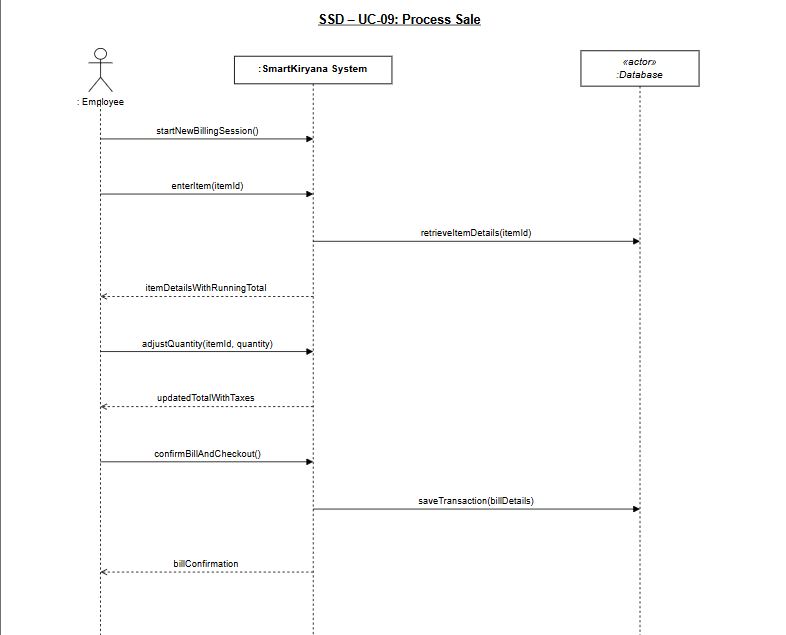 SSD – UC-09: Process Sale
: Employee
:SmartKiryana System
«actor»
:Database
startNewBillingSession()
enterItem(itemId)
retrieveItemDetails(itemId)
itemDetailsWithRunningTotal
adjustQuantity(itemId, quantity)
updatedTotalWithTaxes
confirmBillAndCheckout()
saveTransaction(billDetails)
billConfirmation